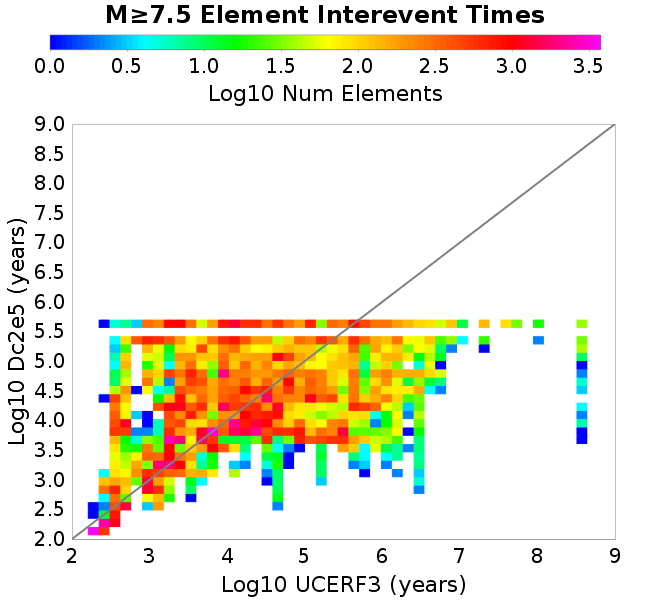 M≥7.5 Element Interevent Times
0.0 0.5 1.0 1.5 2.0 2.5 3.0 3.5
Log10 Num Elements
9.0
8.5
8.0
7.5
7.0
6.5
6.0
5.5
5.0
4.5
4.0
3.5
3.0
2.5
2.0
Log10 Dc2e5 (years)
2 3 4 5 6 7 8 9
Log10 UCERF3 (years)